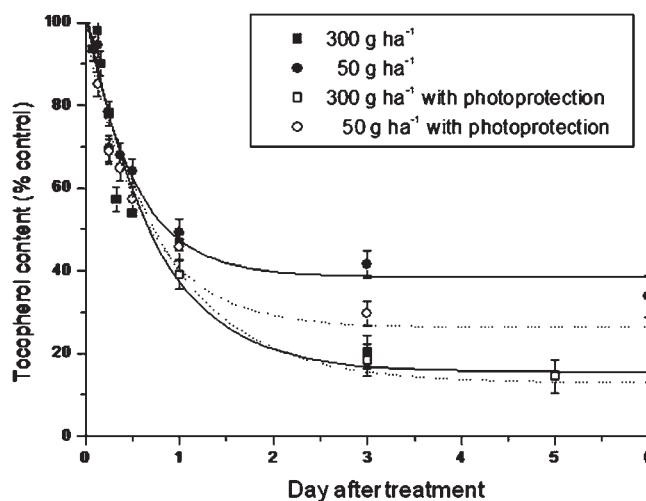 300 g ha⁻¹
50 g ha⁻¹
300 g ha⁻¹ with photoprotection
50 g ha⁻¹ with photoprotection
Tocopherol content (% control)
100
80
60
40
20
0
0 1 2 3 4 5 6
Day after treatment